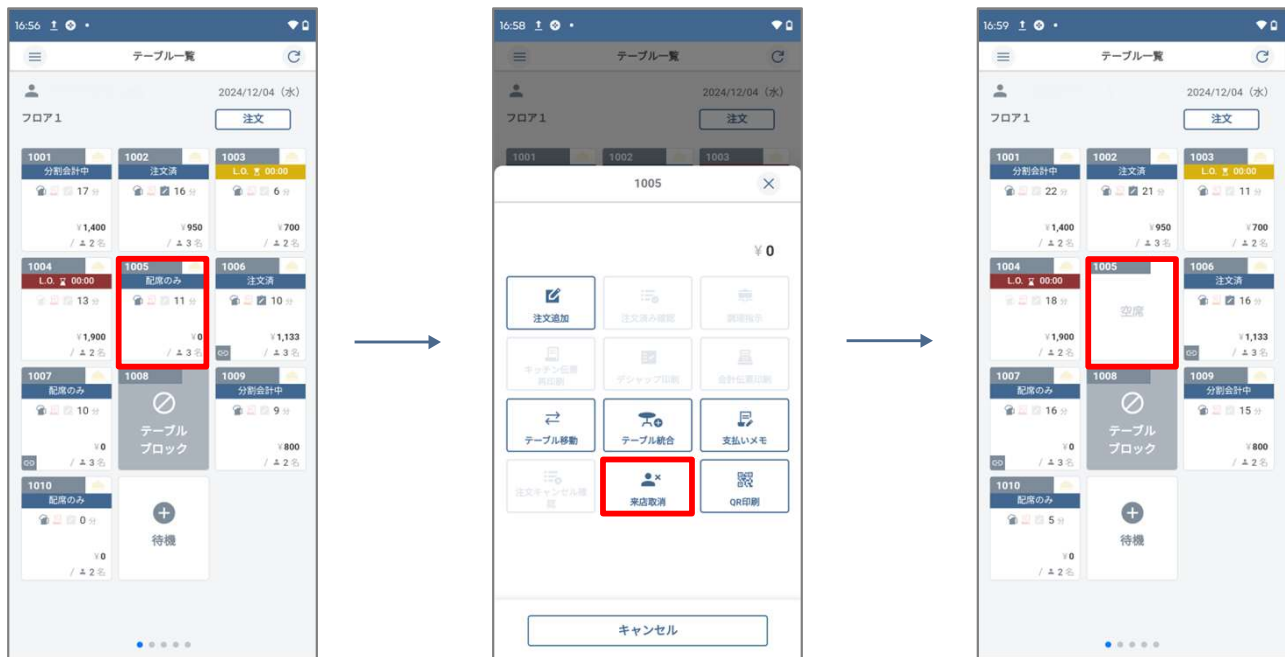 16:56
テーブル一覧
2024/12/04 (水)
フロア1
注文
1001
分割会計中
17 分
¥1,400
/ 2名
1002
注文済
16 分
¥950
/ 3名
1003
L.O. 00:00
6 分
¥700
/ 2名
1004
L.O. 00:00
13 分
¥1,900
/ 2名
1005
配席のみ
11 分
¥0
/ 3名
1006
注文済
10 分
¥1,133
/ 3名
1007
配席のみ
10 分
¥0
/ 3名
1008
テーブル
ブロック
1009
分割会計中
9 分
¥800
/ 2名
1010
配席のみ
0 分
¥0
/ 2名
待機
16:58
テーブル一覧
2024/12/04 (水)
フロア1
注文
1001
1002
1003
1005
¥ 0
注文追加
注文済み確認
調理指示
キッチン伝票
再印刷
デシャップ印刷
会計伝票印刷
テーブル移動
テーブル統合
支払いメモ
注文キャンセル確
認
来店取消
QR印刷
キャンセル
16:59
テーブル一覧
2024/12/04 (水)
フロア1
注文
1001
分割会計中
22 分
¥1,400
/ 2名
1002
注文済
21 分
¥950
/ 3名
1003
L.O. 00:00
11 分
¥700
/ 2名
1004
L.O. 00:00
18 分
¥1,900
/ 2名
1005
空席
1006
注文済
16 分
¥1,133
/ 3名
1007
配席のみ
16 分
¥0
/ 3名
1008
テーブル
ブロック
1009
分割会計中
15 分
¥800
/ 2名
1010
配席のみ
5 分
¥0
/ 2名
待機